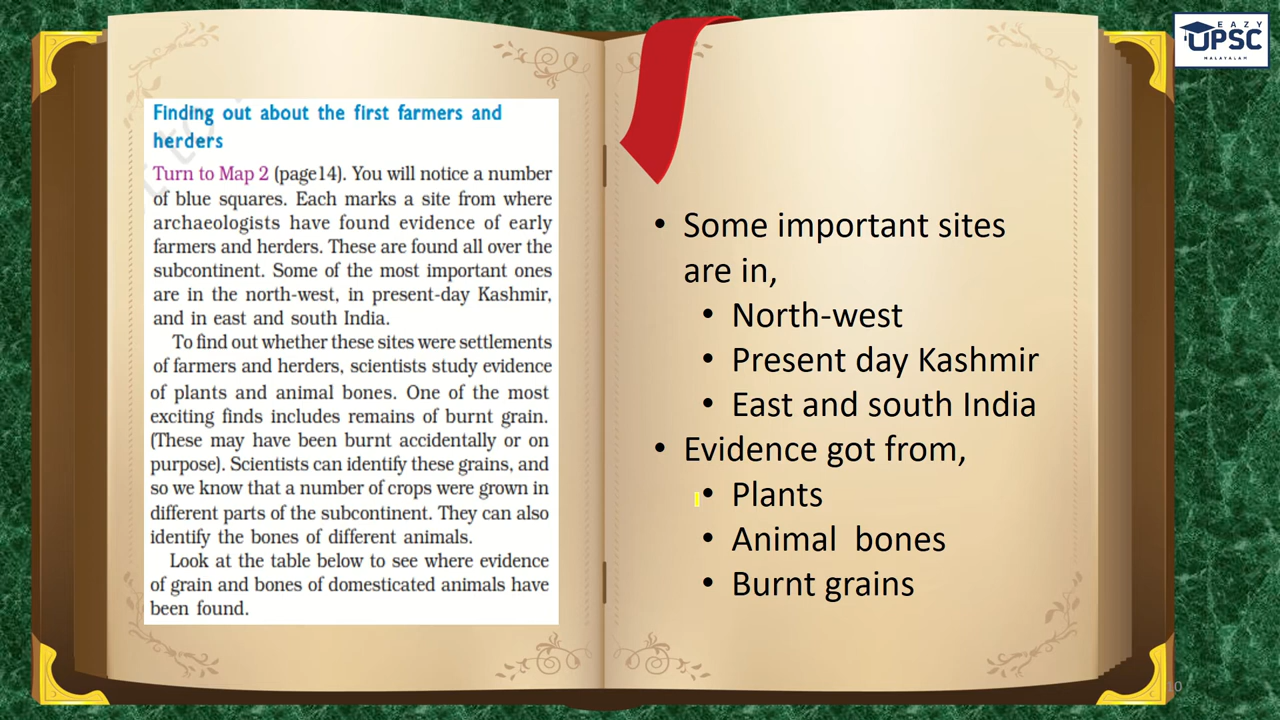 EAZY
UPSC
MALAYALAM
Finding out about the first farmers and
herders
Turn to Map 2 (page14). You will notice a number
of blue squares. Each marks a site from where
archaeologists have found evidence of early
farmers and herders. These are found all over the
subcontinent. Some of the most important ones
are in the north-west, in present-day Kashmir,
and in east and south India.
To find out whether these sites were settlements
of farmers and herders, scientists study evidence
of plants and animal bones. One of the most
exciting finds includes remains of burnt grain.
(These may have been burnt accidentally or on
purpose). Scientists can identify these grains, and
so we know that a number of crops were grown in
different parts of the subcontinent. They can also
identify the bones of different animals.
Look at the table below to see where evidence
of grain and bones of domesticated animals have
been found.
• Some important sites
are in,
• North-west
• Present day Kashmir
• East and south India
• Evidence got from,
• Plants
• Animal bones
• Burnt grains
10